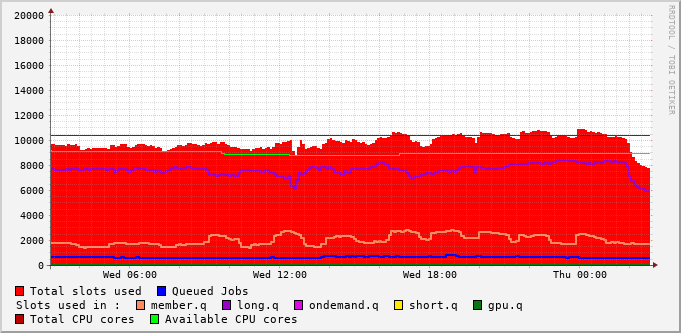 RRDTOOL / TOBI OETIKER
20000
18000
16000
14000
12000
10000
8000
6000
4000
2000
0
Wed 06:00 Wed 12:00 Wed 18:00 Thu 00:00
Total slots used Queued Jobs
Slots used in : member.q long.q ondemand.q short.q gpu.q
Total CPU cores Available CPU cores